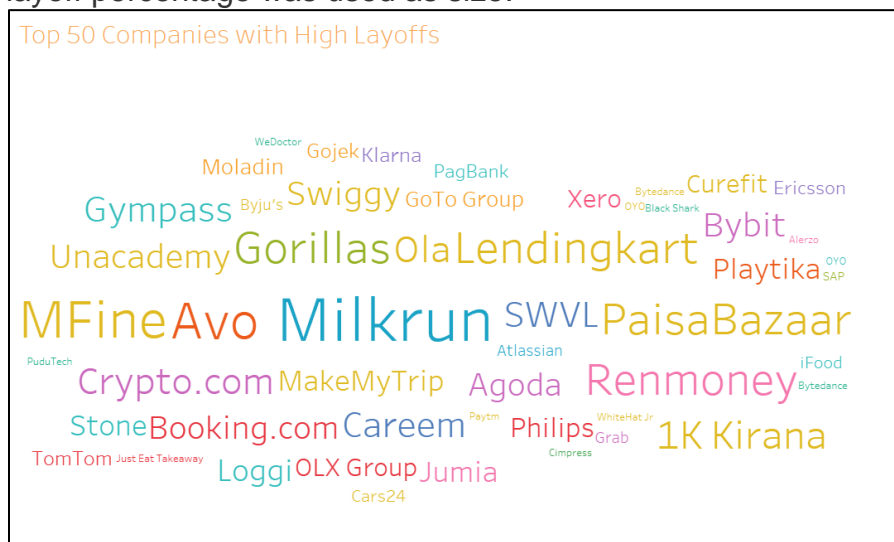 layoff percentage was used as size.
Top 50 Companies with High Layoffs
WeDoctor
Gojek Klarna
Moladin
PagBank
Gympass Byju's Swiggy GoTo Group Xero Bytedance Curefit Ericsson
OYO Black Shark
Bybit
Alerzo
Unacademy Gorillas Ola Lendingkart
Playtika OYO
SAP
MFine Avo Milkrun SWVL PaisaBazaar
Atlassian
PuduTech
Crypto.com MakeMyTrip Agoda Renmoney iFood
Bytedance
Stone Booking.com Careem Paytm Philips WhiteHat Jr
Grab
1K Kirana
Cimpress
TomTom Just Eat Takeaway
Loggi OLX Group Jumia
Cars24